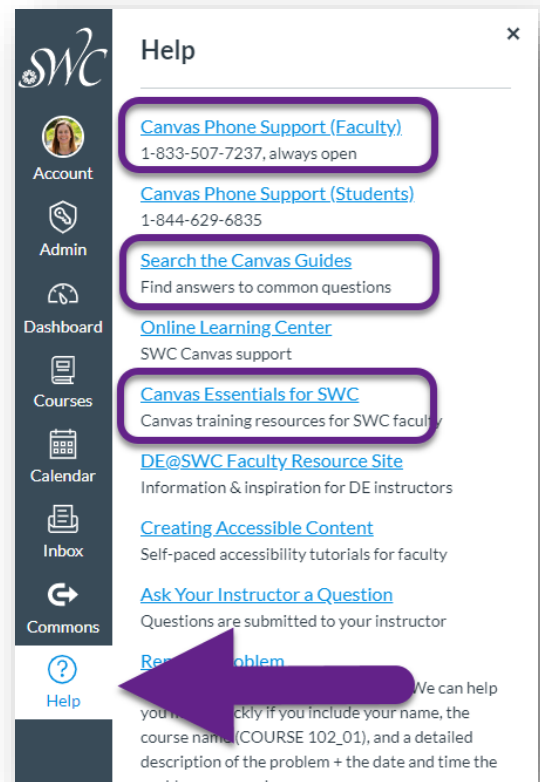 SWC
Help
×
Account
Admin
Dashboard
Courses
Calendar
Inbox
Commons
Help
Canvas Phone Support (Faculty)
1-833-507-7237, always open
Canvas Phone Support (Students)
1-844-629-6835
Search the Canvas Guides
Find answers to common questions
Online Learning Center
SWC Canvas support
Canvas Essentials for SWC
Canvas training resources for SWC faculty
DE@SWC Faculty Resource Site
Information & inspiration for DE instructors
Creating Accessible Content
Self-paced accessibility tutorials for faculty
Ask Your Instructor a Question
Questions are submitted to your instructor
We can help
you if you include your name, the
course name (COURSE 102_01), and a detailed
description of the problem + the date and time the